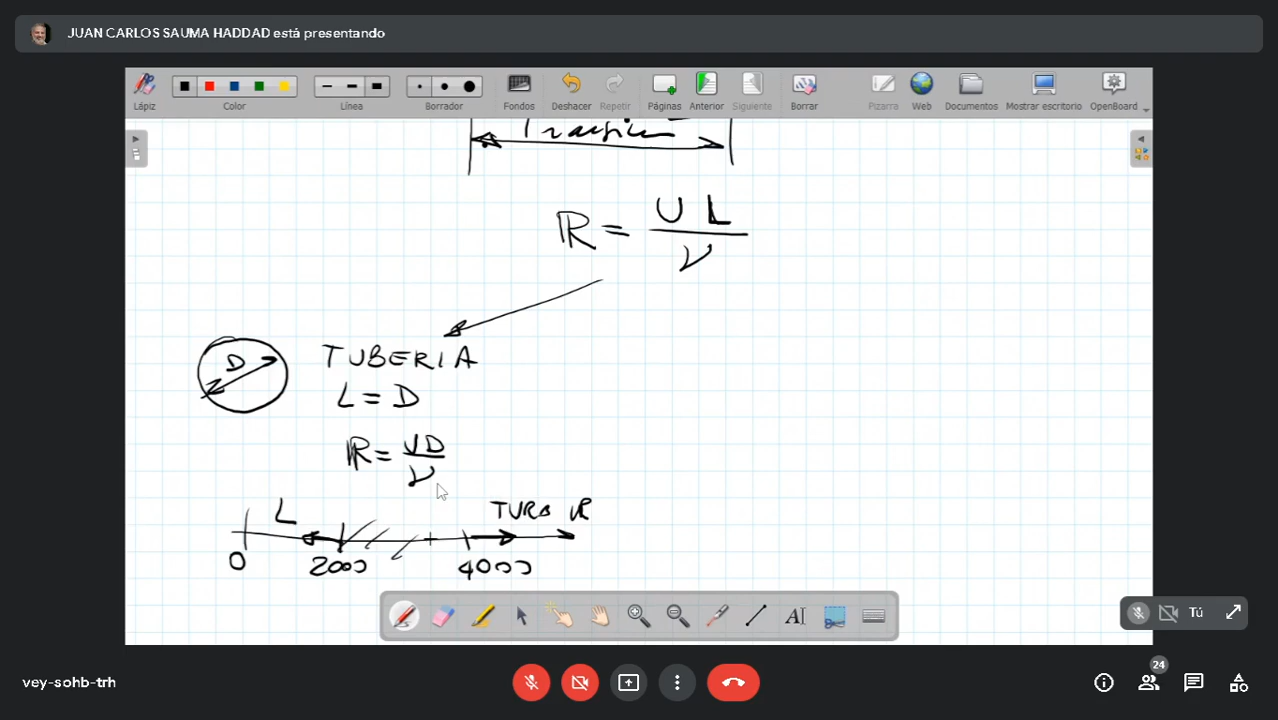 JUAN CARLOS SAUMA HADDAD está presentando
Lápiz Color Línea Borrador Fondos Deshacer Repetir Páginas Anterior Siguiente Borrar Pizarra Web Documentos Mostrar escritorio OpenBoard
ℝ = U L / ν
D
TUBERIA
L = D
ℝ = UD / ν
L TURB ℝ
0 2000 4000
Tú
vey-sohb-trh
24